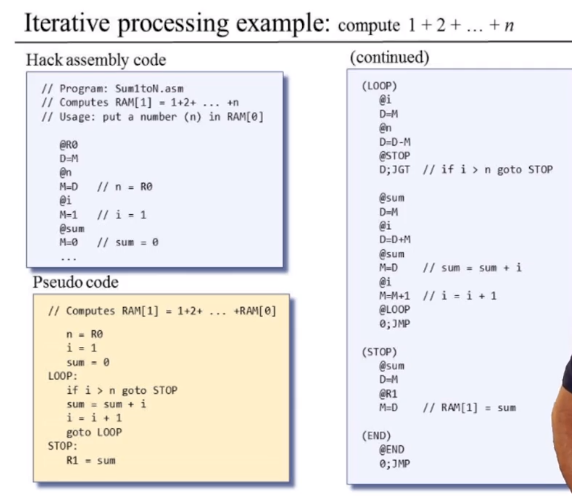 Iterative processing example: compute 1 + 2 + ... + n
Hack assembly code
// Program: Sum1toN.asm
// Computes RAM[1] = 1+2+ ... +n
// Usage: put a number (n) in RAM[0]
@R0
D=M
@n
M=D // n = R0
@i
M=1 // i = 1
@sum
M=0 // sum = 0
...
Pseudo code
// Computes RAM[1] = 1+2+ ... +RAM[0]
n = R0
i = 1
sum = 0
LOOP:
if i > n goto STOP
sum = sum + i
i = i + 1
goto LOOP
STOP:
R1 = sum
(continued)
(LOOP)
@i
D=M
@n
D=D-M
@STOP
D;JGT // if i > n goto STOP
@sum
D=M
@i
D=D+M
@sum
M=D // sum = sum + i
@i
M=M+1 // i = i + 1
@LOOP
0;JMP
(STOP)
@sum
D=M
@R1
M=D // RAM[1] = sum
(END)
@END
0;JMP